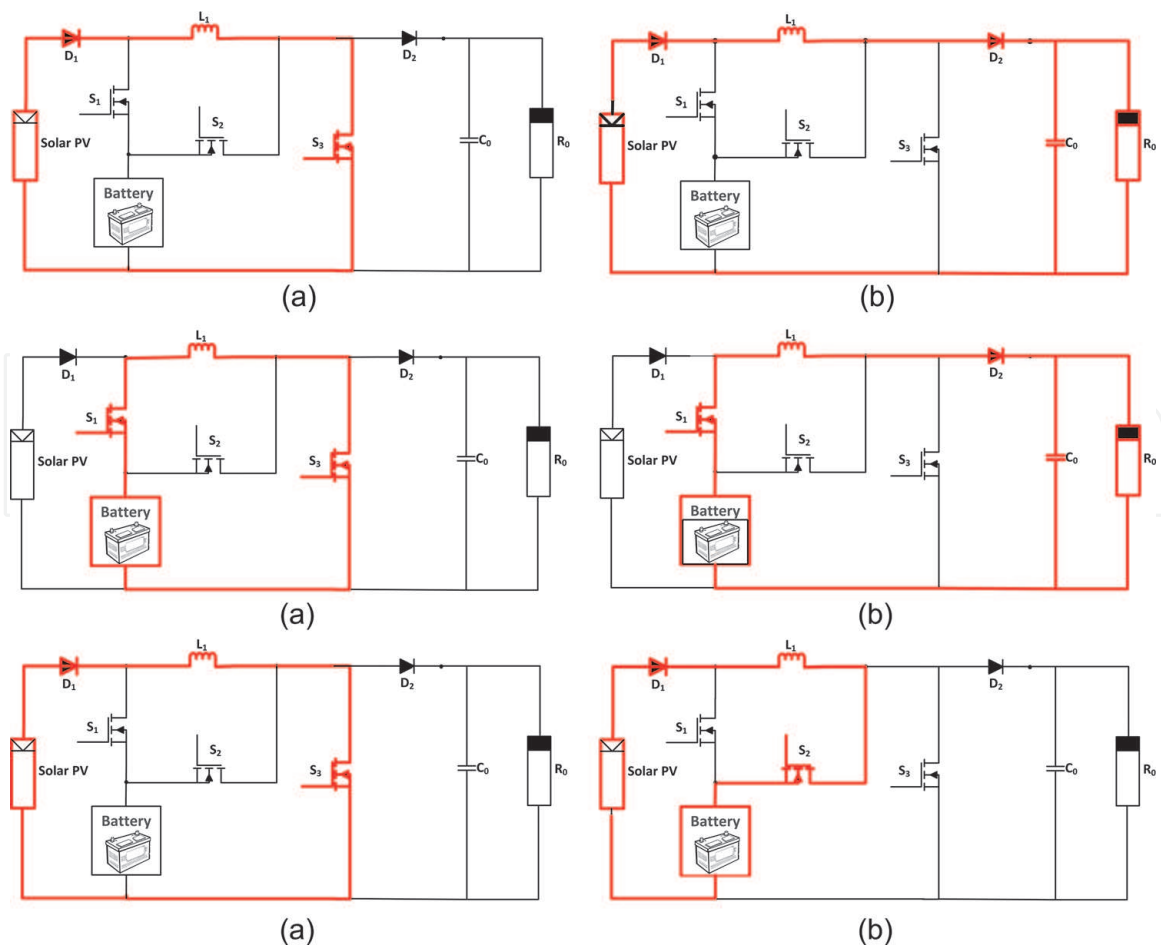 L1
D1
D2
S1
S2
Solar PV
S3
C0
R0
Battery
(a)
L1
D1
D2
S1
S2
Solar PV
S3
C0
R0
Battery
(b)
L1
D1
D2
S1
S2
Solar PV
S3
C0
R0
Battery
(a)
L1
D1
D2
S1
S2
Solar PV
S3
C0
R0
Battery
(b)
L1
D1
D2
S1
S2
Solar PV
S3
C0
R0
Battery
(a)
L1
D1
D2
S1
S2
Solar PV
S3
C0
R0
Battery
(b)